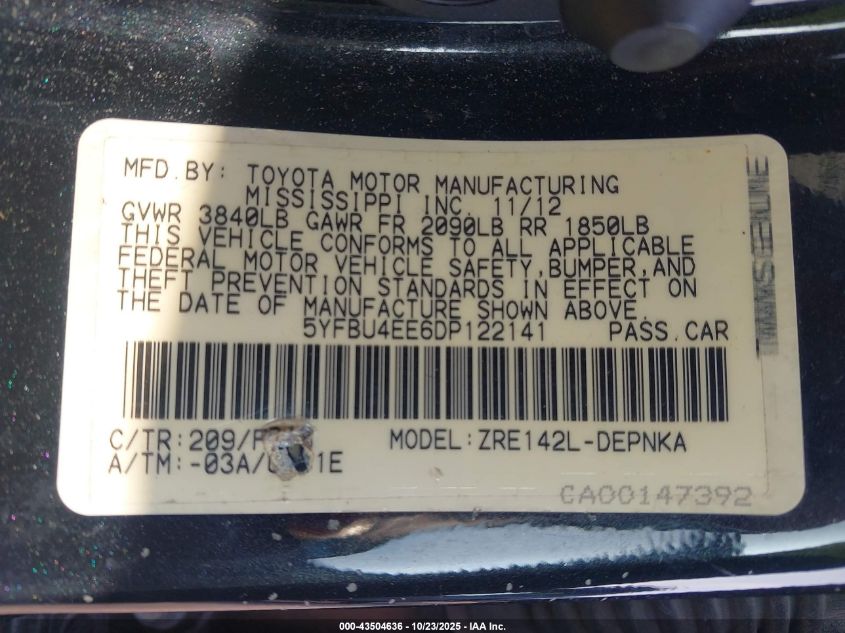 MFD. BY: TOYOTA MOTOR MANUFACTURING
MISSISSIPPI INC. 11/12
GVWR 3840LB GAWR FR 2090LB RR 1850LB
THIS VEHICLE CONFORMS TO ALL APPLICABLE
FEDERAL MOTOR VEHICLE SAFETY, BUMPER, AND
THEFT PREVENTION STANDARDS IN EFFECT ON
THE DATE OF MANUFACTURE SHOWN ABOVE.
5YFBU4EE6DP122141 PASS. CAR
C/TR: MODEL: ZRE142L-DEPNKA
A/TM:
CA00147392
000-43504636 - 10/23/2025 - IAA Inc.